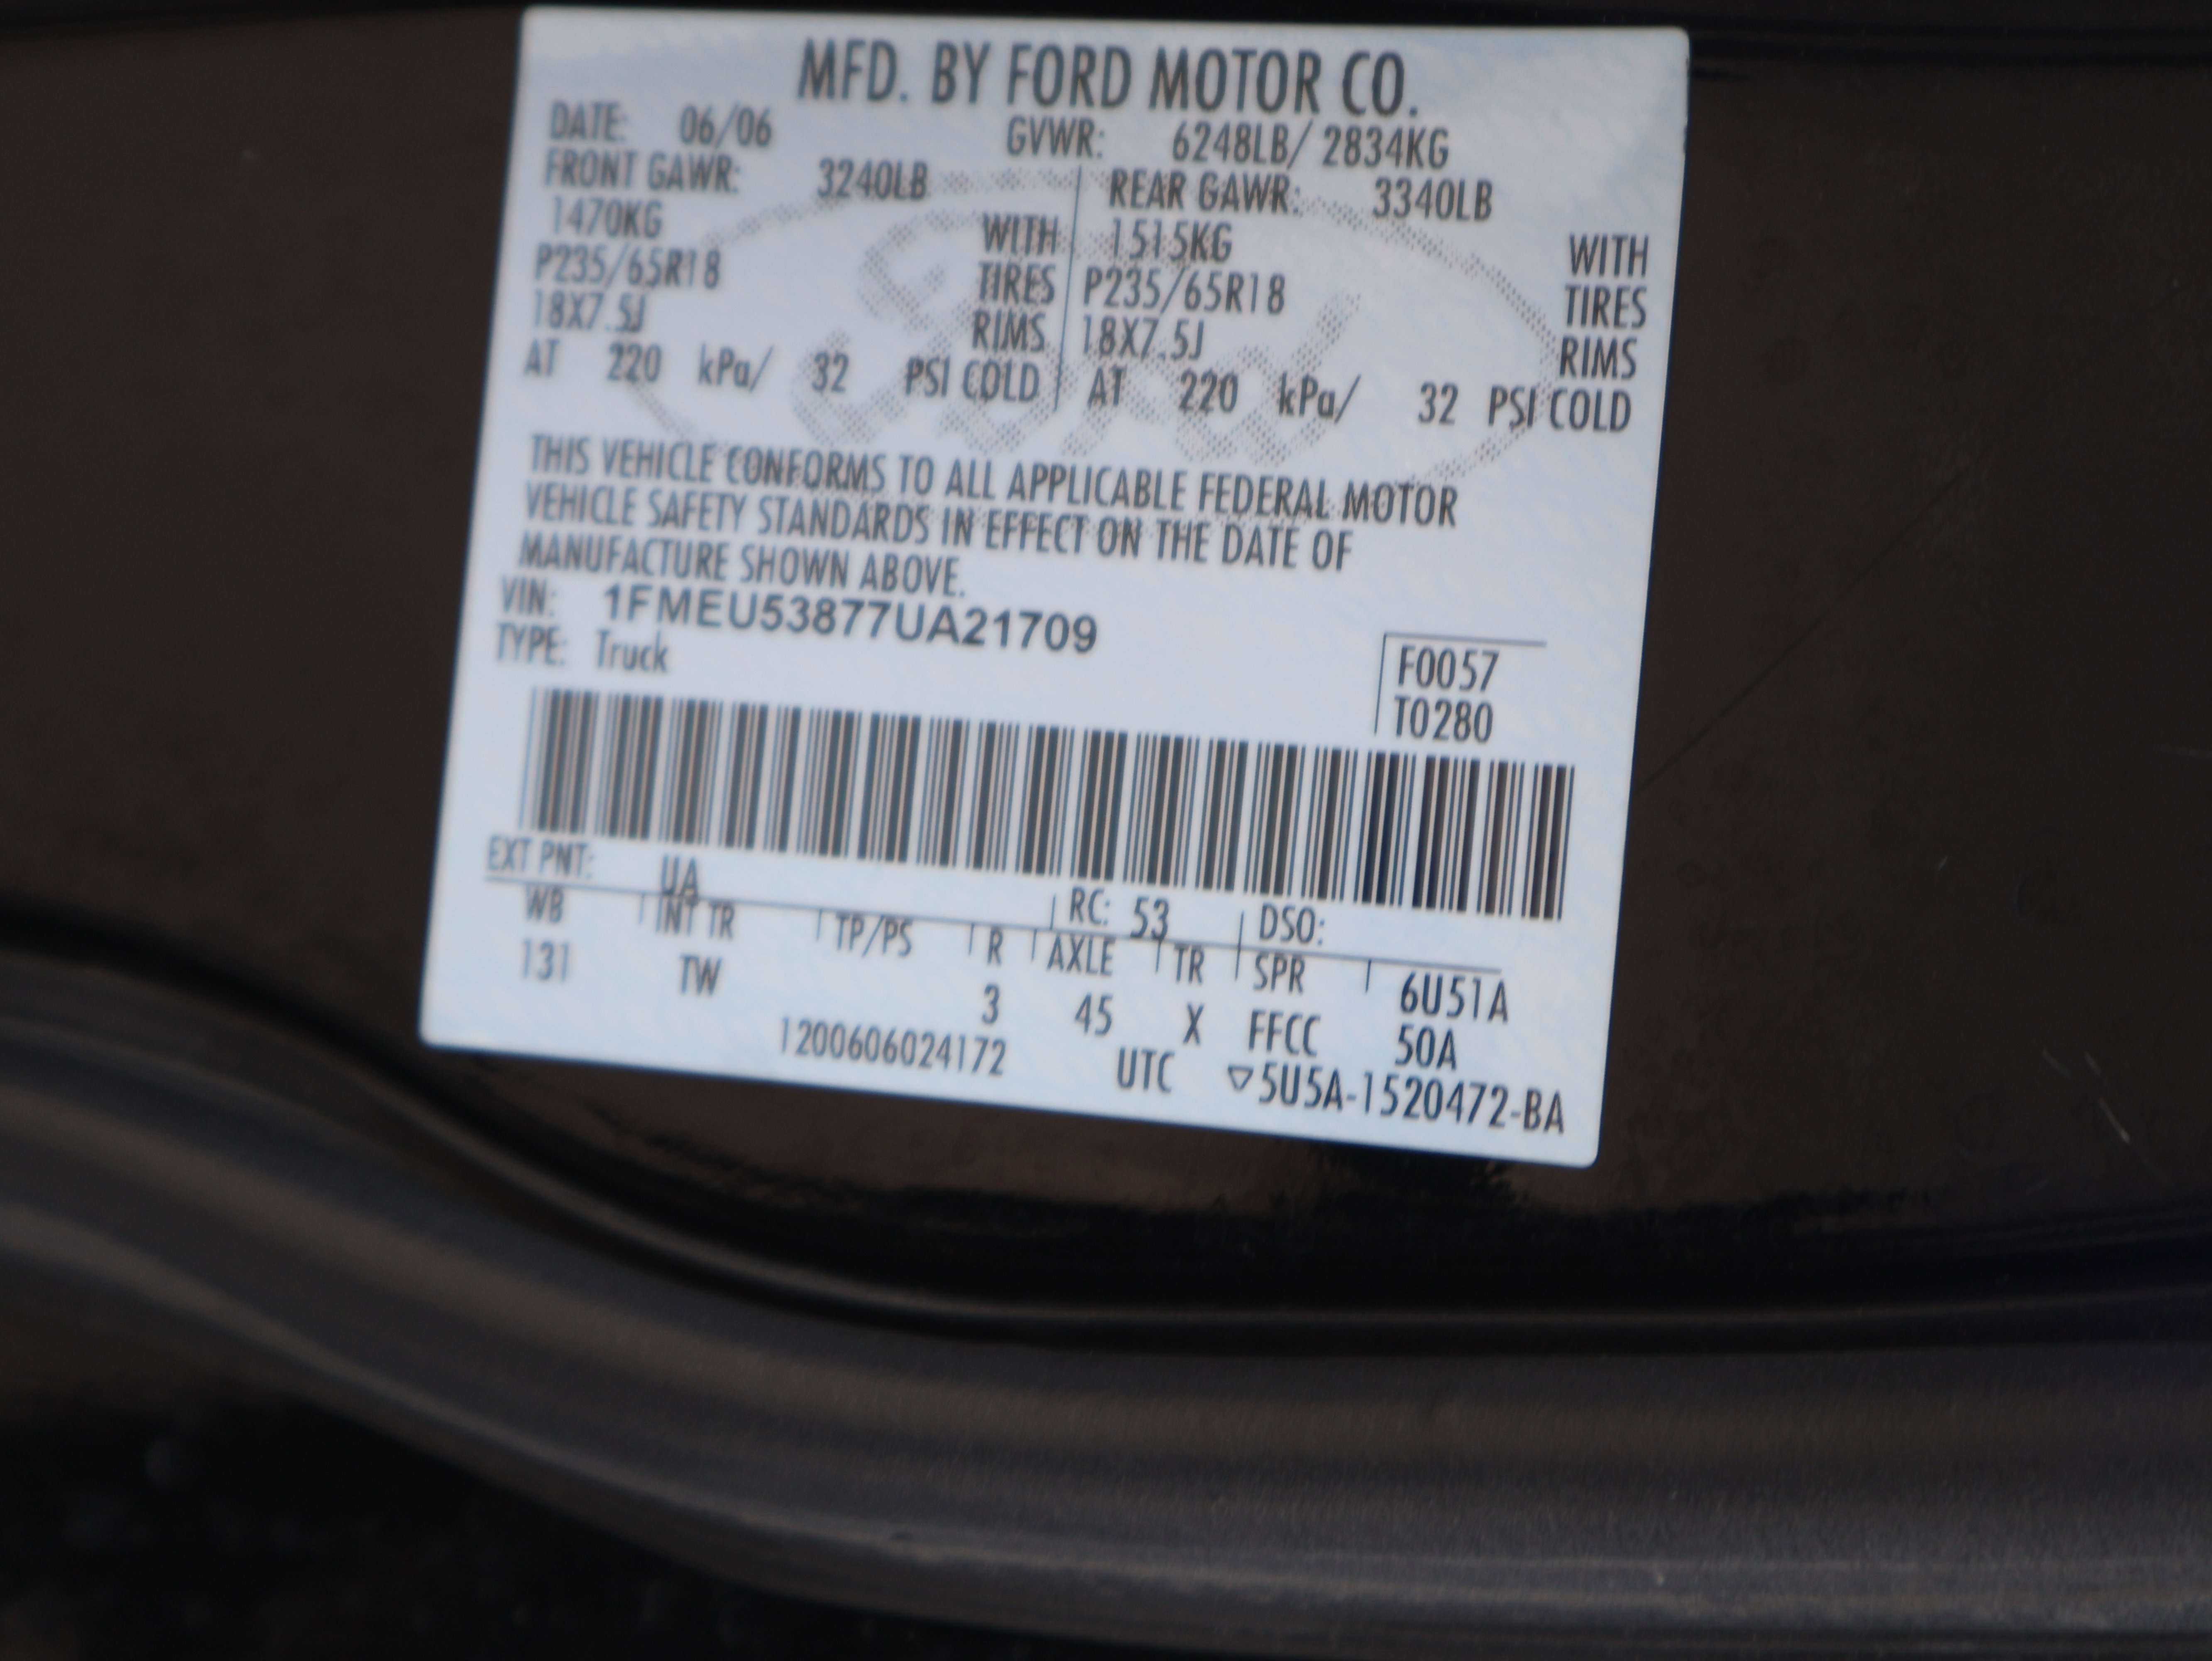 MFD. BY FORD MOTOR CO.
DATE: 06/06 GVWR: 6248LB/ 2834KG
FRONT GAWR: 3240LB REAR GAWR: 3340LB
1470KG WITH 1515KG WITH
P235/65R18 TIRES P235/65R18 TIRES
18X7.5J RIMS 18X7.5J RIMS
AT 220 kPa/ 32 PSI COLD AT 220 kPa/ 32 PSI COLD
THIS VEHICLE CONFORMS TO ALL APPLICABLE FEDERAL MOTOR
VEHICLE SAFETY STANDARDS IN EFFECT ON THE DATE OF
MANUFACTURE SHOWN ABOVE.
VIN: 1FMEU53877UA21709
TYPE: Truck
F0057
T0280
EXT PNT: UA RC: 53 DSO:
WB INT TR TP/PS R AXLE TR SPR 6U51A
131 TW 3 45 X FFCC 50A
1200606024172 UTC ▽5U5A-1520472-BA
Ford